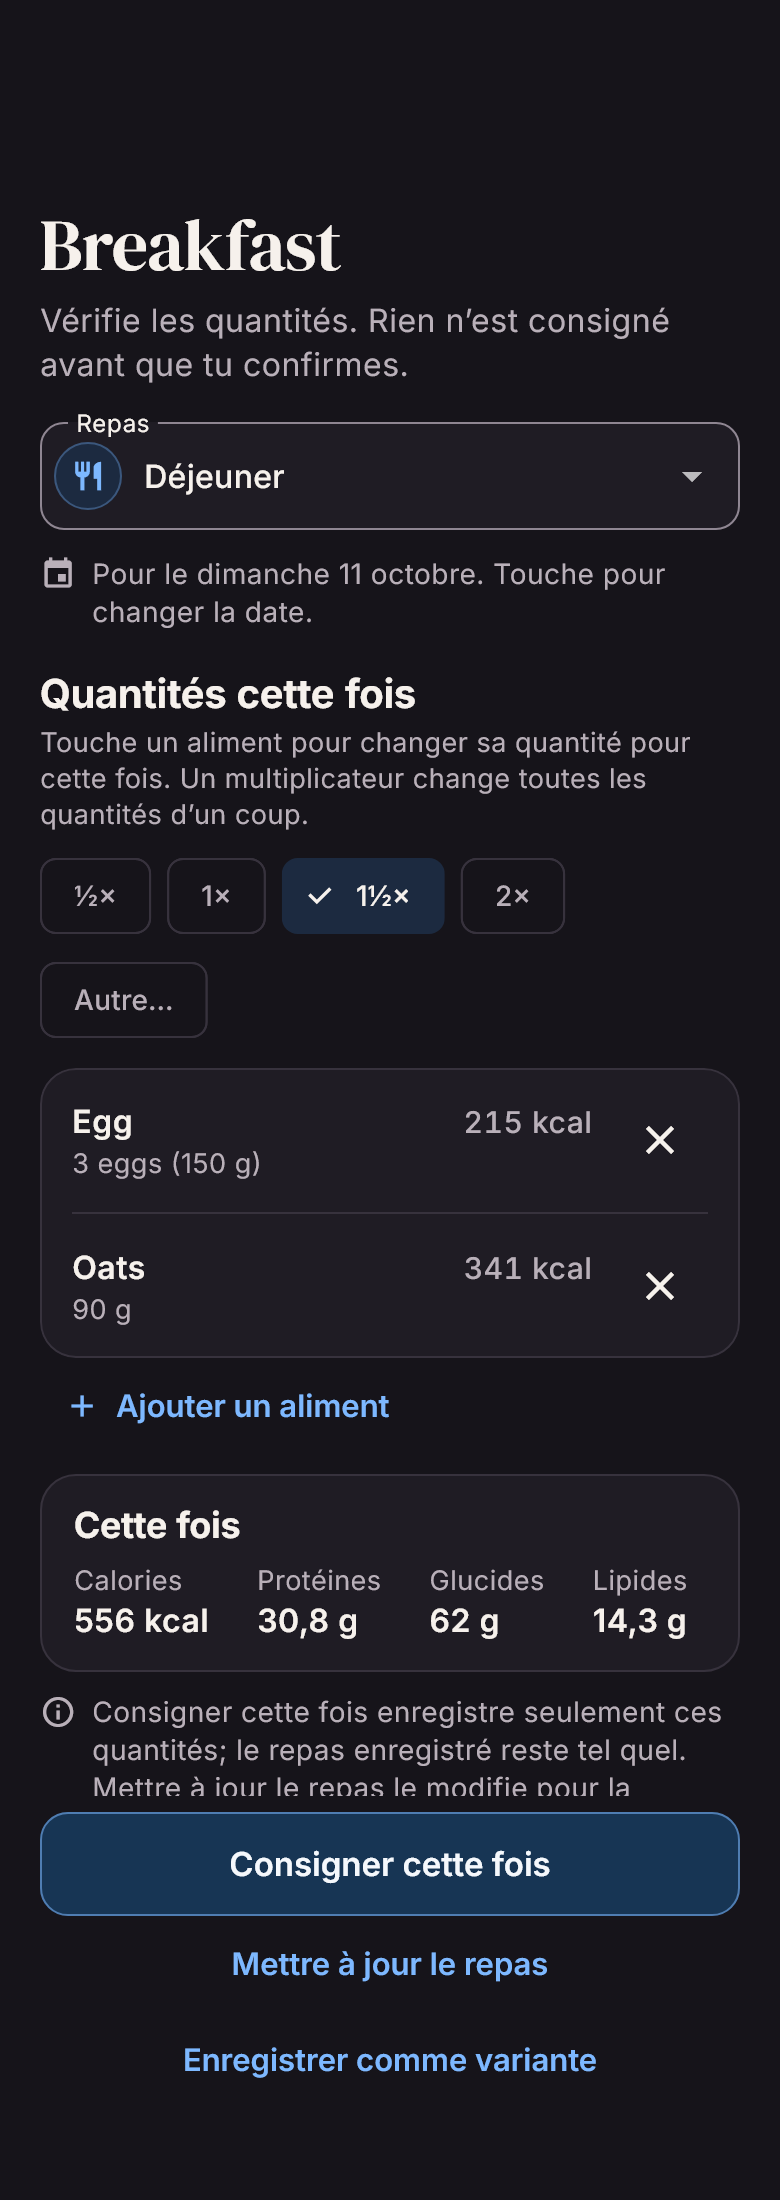 Breakfast
Vérifie les quantités. Rien n’est consigné
avant que tu confirmes.
Repas
Déjeuner
Pour le dimanche 11 octobre. Touche pour
changer la date.
Quantités cette fois
Touche un aliment pour changer sa quantité pour
cette fois. Un multiplicateur change toutes les
quantités d’un coup.
½×
1×
1½×
2×
Autre…
Egg
215 kcal
3 eggs (150 g)
Oats
341 kcal
90 g
Ajouter un aliment
Cette fois
Calories Protéines Glucides Lipides
556 kcal 30,8 g 62 g 14,3 g
Consigner cette fois enregistre seulement ces
quantités; le repas enregistré reste tel quel.
Mettre à jour le repas le modifie pour la
Consigner cette fois
Mettre à jour le repas
Enregistrer comme variante